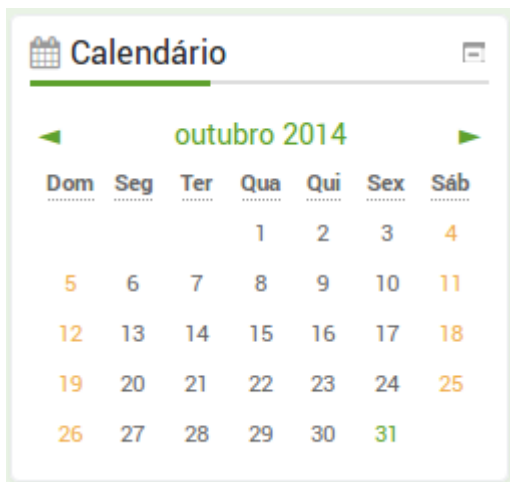 Calendário
◄ outubro 2014 ►
Dom Seg Ter Qua Qui Sex Sáb
1 2 3 4
5 6 7 8 9 10 11
12 13 14 15 16 17 18
19 20 21 22 23 24 25
26 27 28 29 30 31